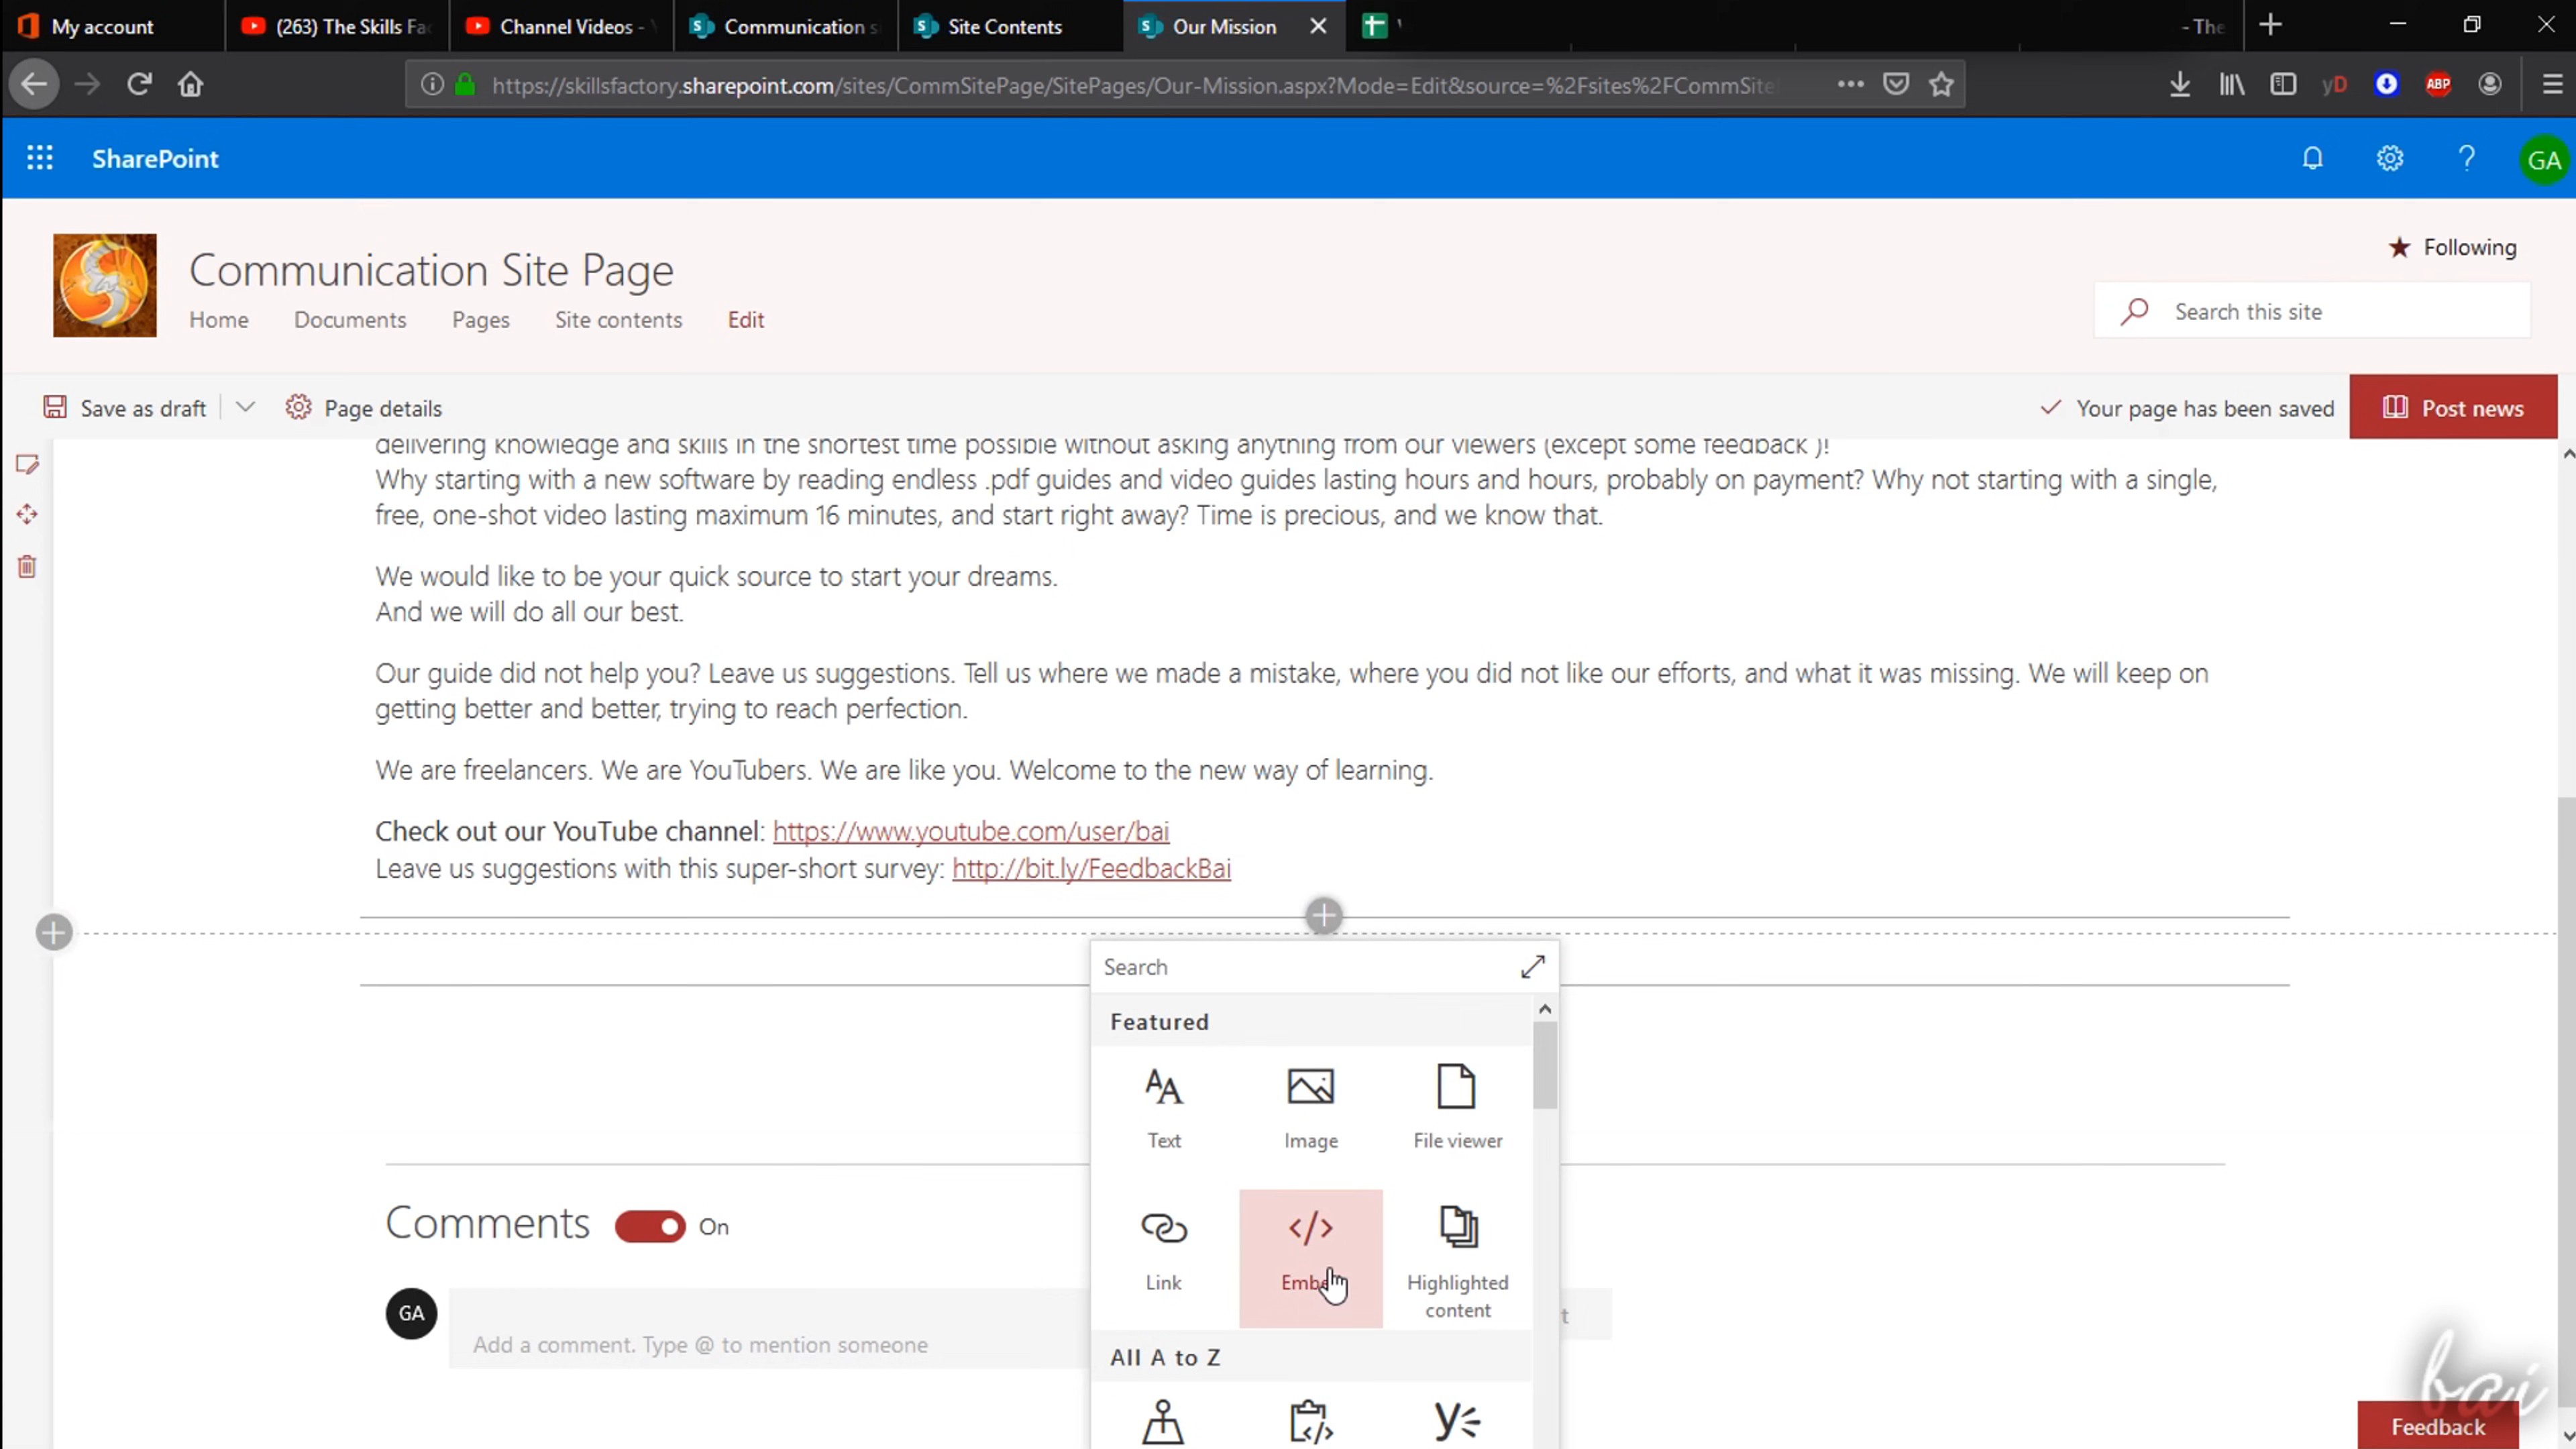 My account
(263) The Skills Fac
Channel Videos - Y
Communication s
Site Contents
Our Mission
- The
https://skillsfactory.sharepoint.com/sites/CommSitePage/SitePages/Our-Mission.aspx?Mode=Edit&source=%2Fsites%2FCommSite
yD
ABP
SharePoint
GA
Communication Site Page
Following
Home Documents Pages Site contents Edit
Search this site
Save as draft
Page details
Your page has been saved
Post news
delivering knowledge and skills in the shortest time possible without asking anything from our viewers (except some feedback )!
Why starting with a new software by reading endless .pdf guides and video guides lasting hours and hours, probably on payment? Why not starting with a single,
free, one-shot video lasting maximum 16 minutes, and start right away? Time is precious, and we know that.
We would like to be your quick source to start your dreams.
And we will do all our best.
Our guide did not help you? Leave us suggestions. Tell us where we made a mistake, where you did not like our efforts, and what it was missing. We will keep on
getting better and better, trying to reach perfection.
We are freelancers. We are YouTubers. We are like you. Welcome to the new way of learning.
Check out our YouTube channel: https://www.youtube.com/user/bai
Leave us suggestions with this super-short survey: http://bit.ly/FeedbackBai
Search
Featured
Text Image File viewer
Link Embe Highlighted
content
All A to Z
Comments On
GA
Add a comment. Type @ to mention someone
t
bai
Feedback